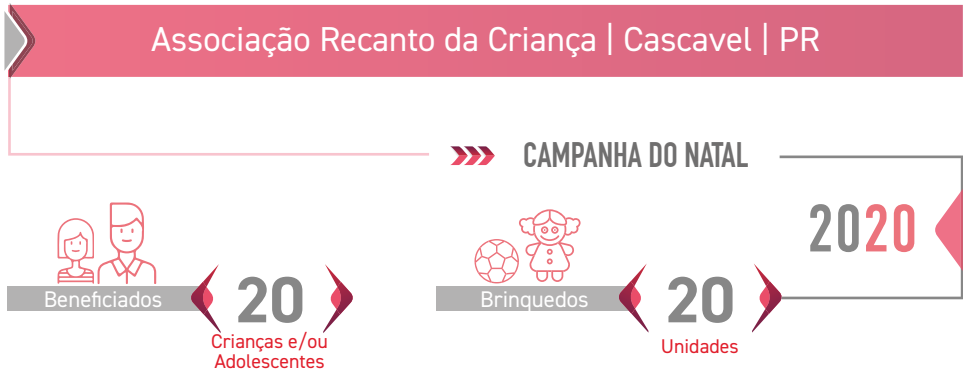 Associação Recanto da Criança | Cascavel | PR
CAMPANHA DO NATAL
2020
Beneficiados
20
Crianças e/ou
Adolescentes
Brinquedos
20
Unidades